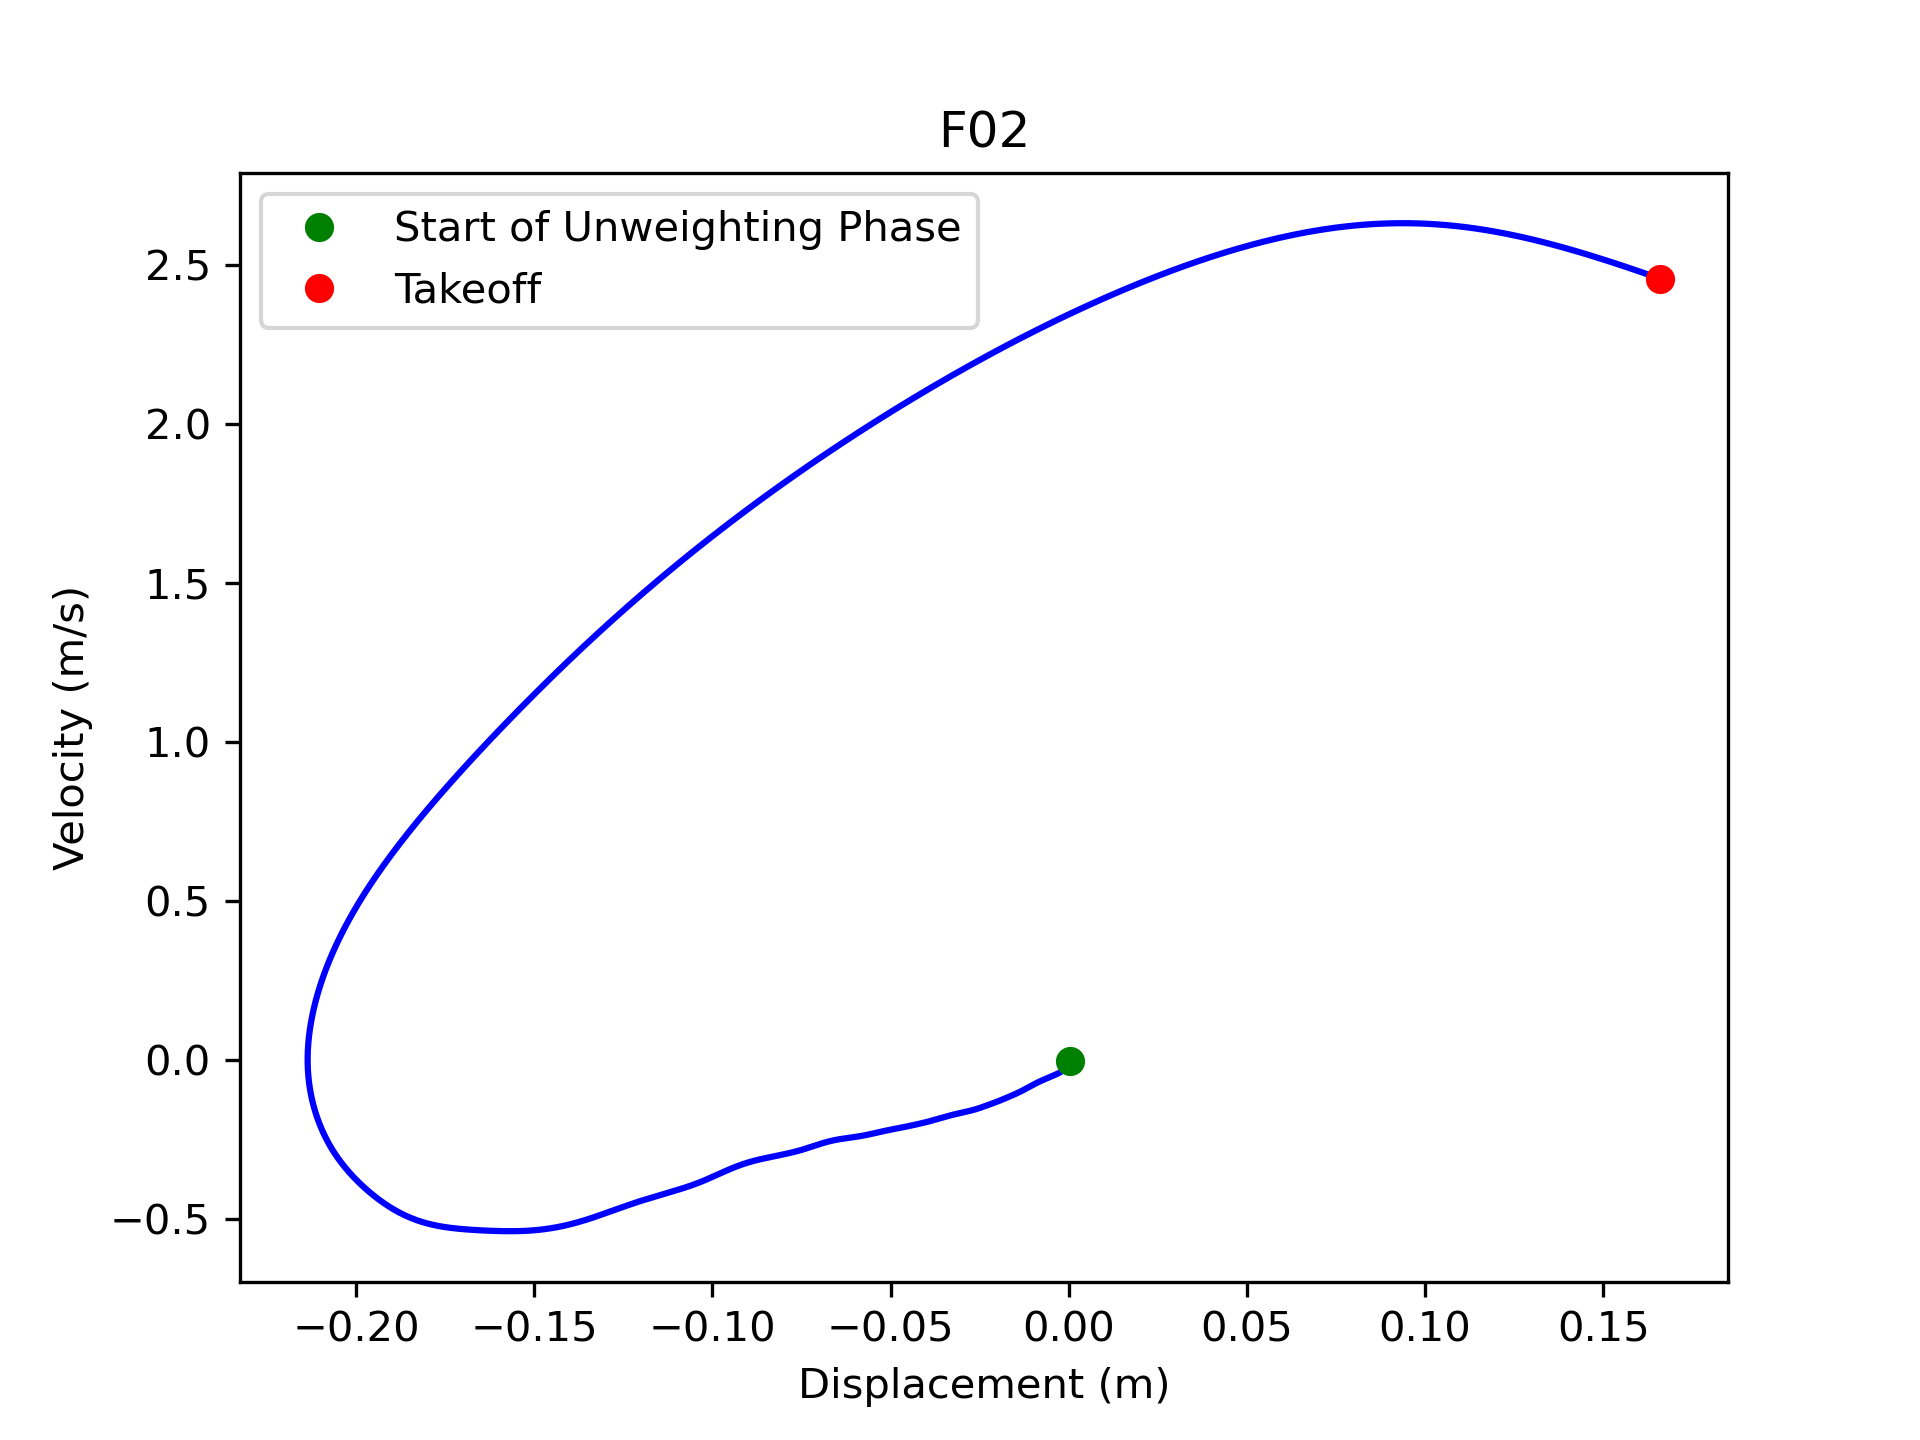 F02
Start of Unweighting Phase
Takeoff
2.5
2.0
1.5
1.0
0.5
0.0
−0.5
Velocity (m/s)
−0.20 −0.15 −0.10 −0.05 0.00 0.05 0.10 0.15
Displacement (m)